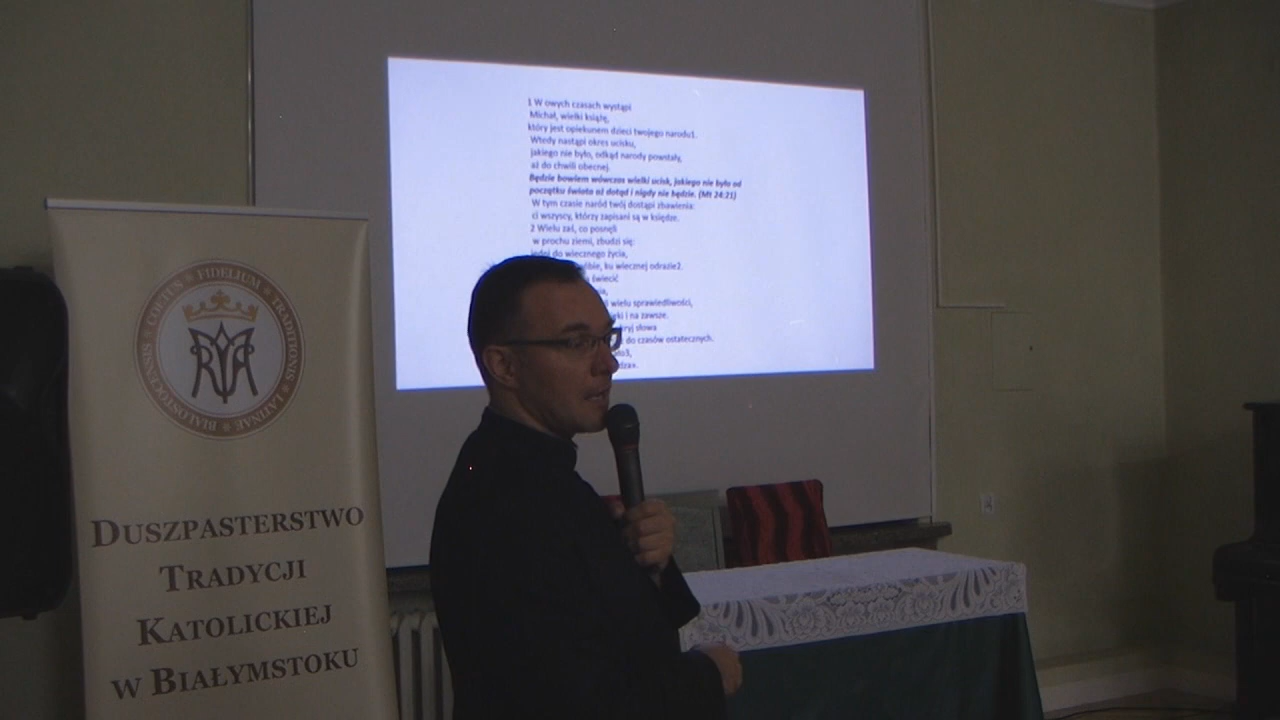 COETUS * FIDELIUM * TRADITIONIS * LATINAE * BIALOSTOCENSIS
DUSZPASTERSTWO
TRADYCJI
KATOLICKIEJ
W BIAŁYMSTOKU
1 W owych czasach wystąpi
Michał, wielki książę,
który jest opiekunem dzieci twojego narodu1.
Wtedy nastąpi okres ucisku,
jakiego nie było, odkąd narody powstały,
aż do chwili obecnej.
Będzie bowiem wówczas wielki ucisk, jakiego nie było od
początku świata aż dotąd i nigdy nie będzie. (Mt 24:21)
W tym czasie naród twój dostąpi zbawienia:
ci wszyscy, którzy zapisani są w księdze.
2 Wielu zaś, co posnęli
w prochu ziemi, zbudzi się:
jedni do wiecznego życia,
ku wiecznej odrazie2.
świecić
wielu sprawiedliwości,
i na zawsze.
słowa
do czasów ostatecznych.